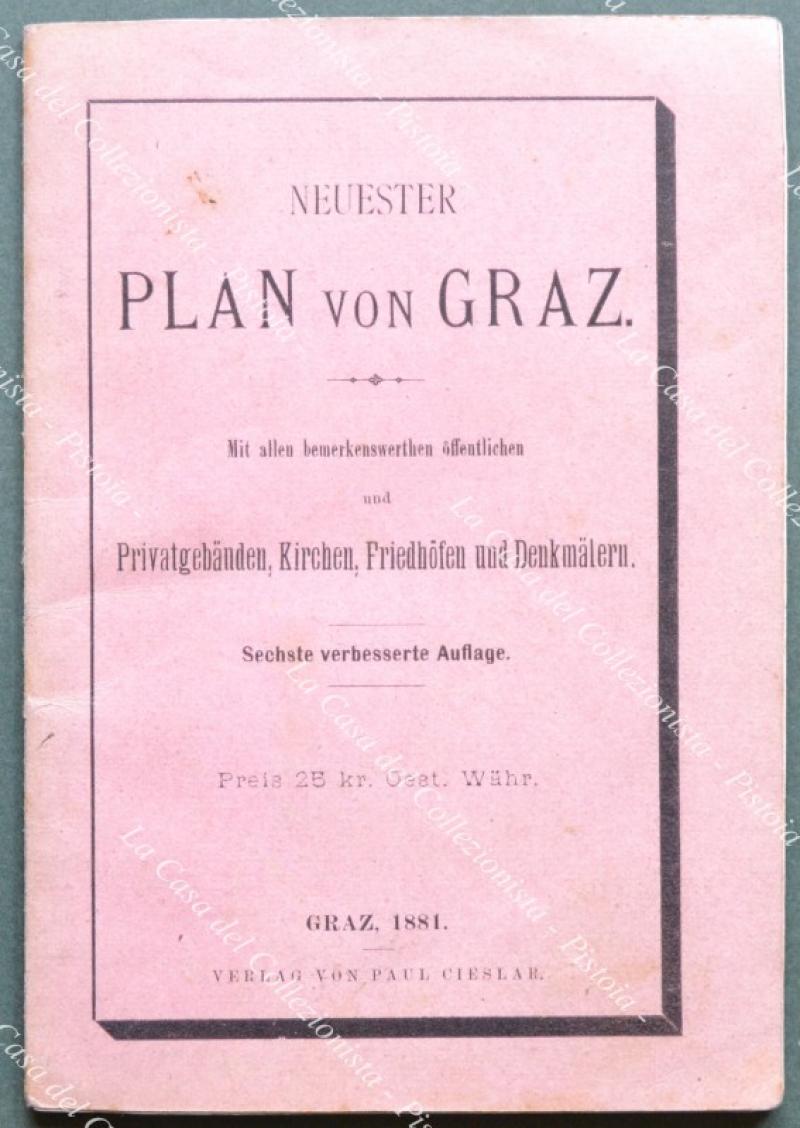 NEUESTER
PLAN VON GRAZ.
Mit allen bemerkenswerthen öffentlichen
und
Privatgebänden, Kirchen, Friedhöfen und Denkmälern.
Sechste verbesserte Auflage.
Preis 25 kr. Oest. Währ.
GRAZ, 1881.
VERLAG VON PAUL CIESLAR.
La Casa del Collezionista - Pistoia -